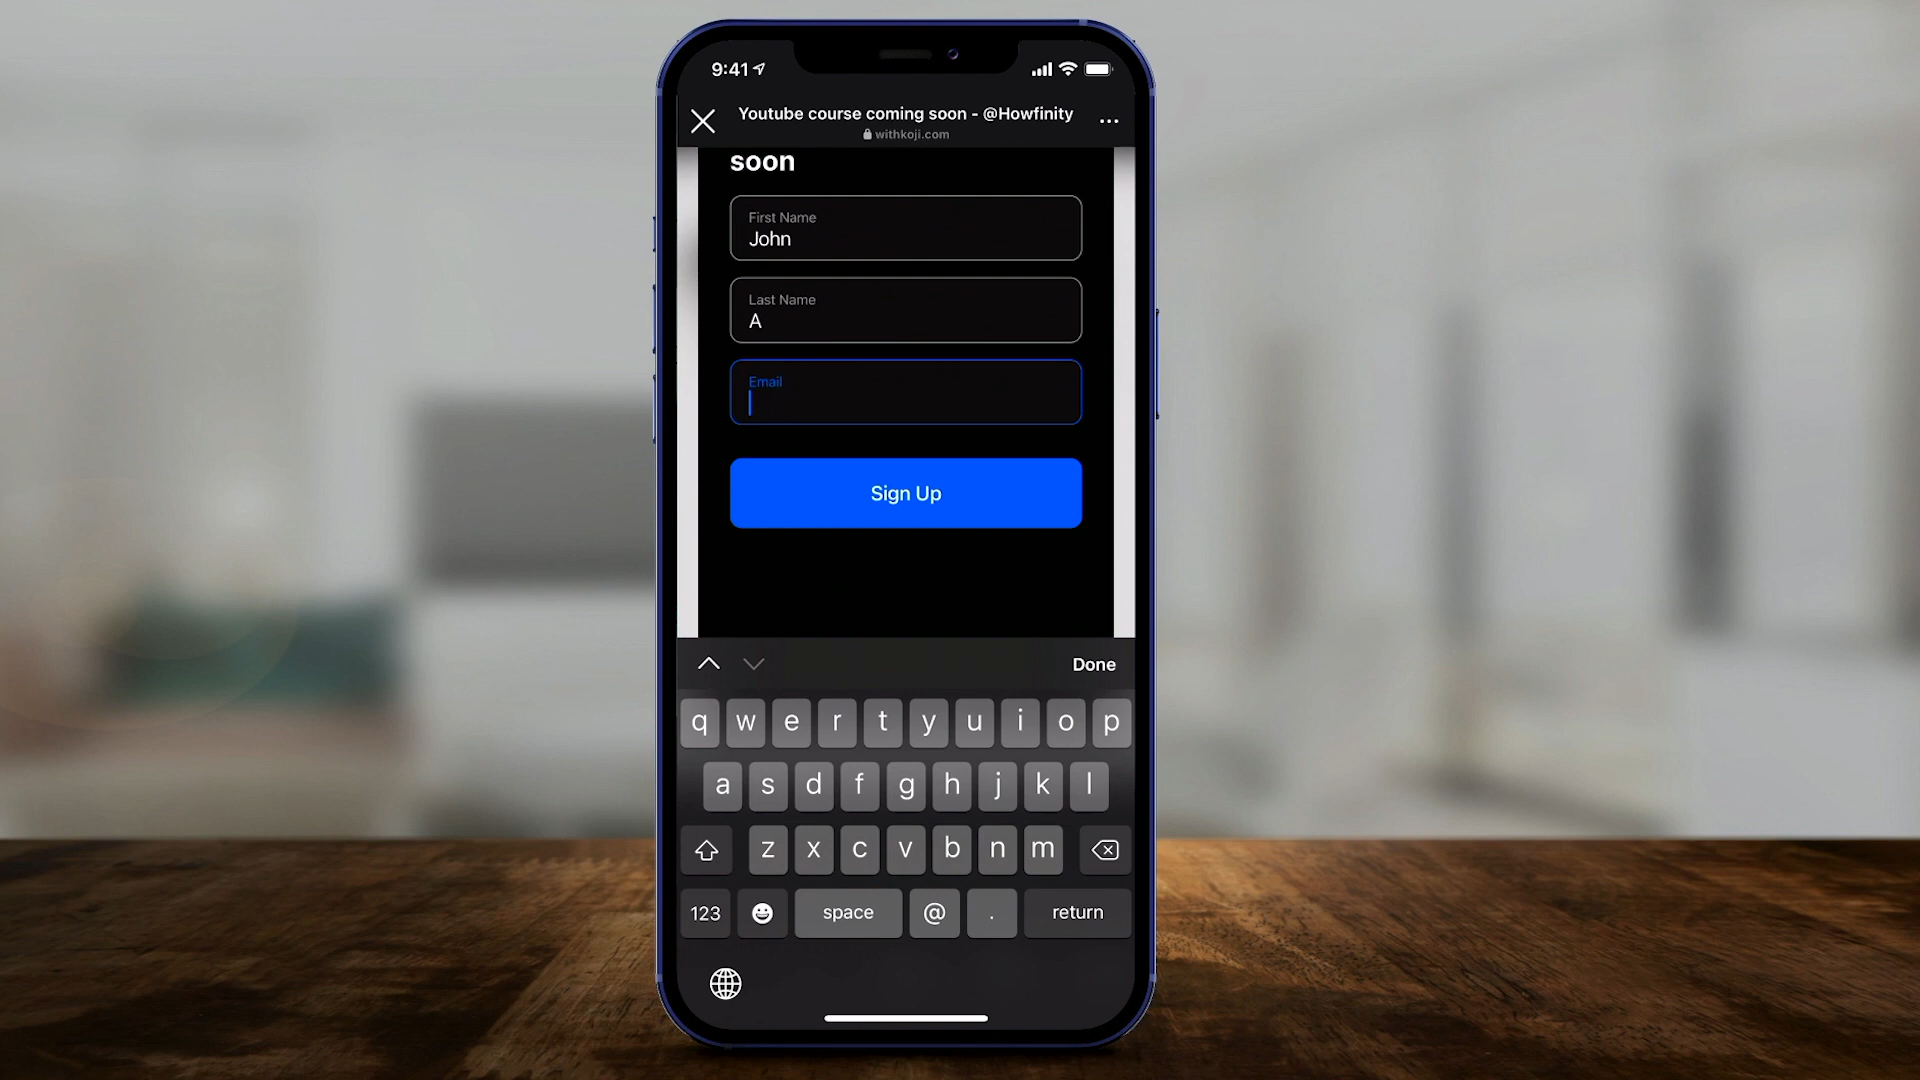 9:41
Youtube course coming soon - @Howfinity
withkoji.com
soon
First Name
John
Last Name
A
Email
Sign Up
Done
q w e r t y u i o p
a s d f g h j k l
z x c v b n m
123 space @ . return